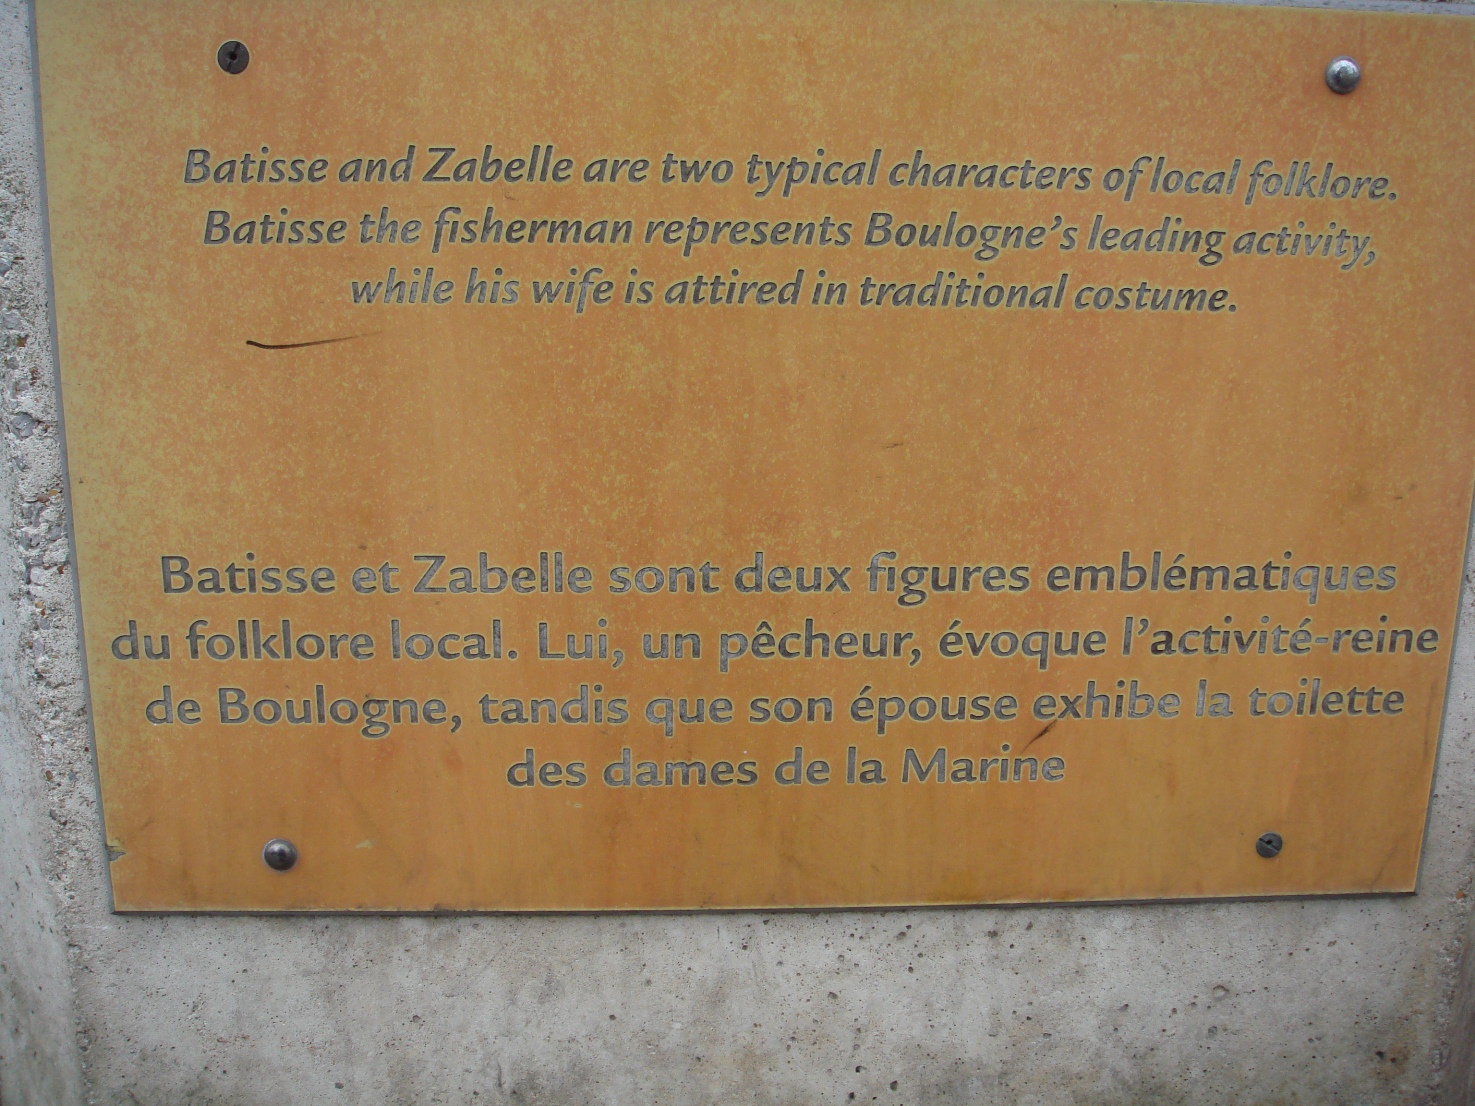 Batisse and Zabelle are two typical characters of local folklore.
Batisse the fisherman represents Boulogne's leading activity,
while his wife is attired in traditional costume.
Batisse et Zabelle sont deux figures emblématiques
du folklore local. Lui, un pêcheur, évoque l'activité-reine
de Boulogne, tandis que son épouse exhibe la toilette
des dames de la Marine